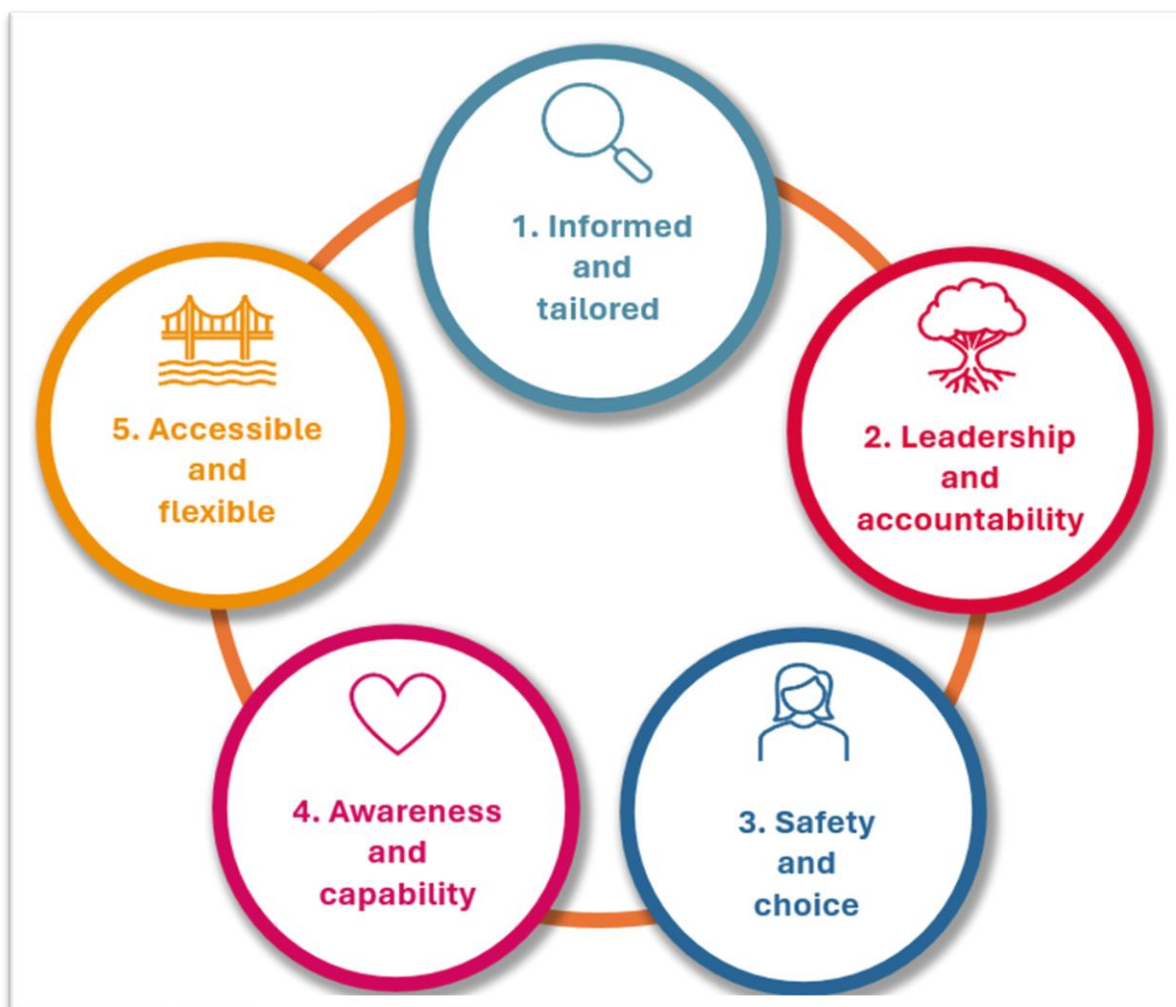 1. Informed
and
tailored
2. Leadership
and
accountability
3. Safety
and
choice
4. Awareness
and
capability
5. Accessible
and
flexible